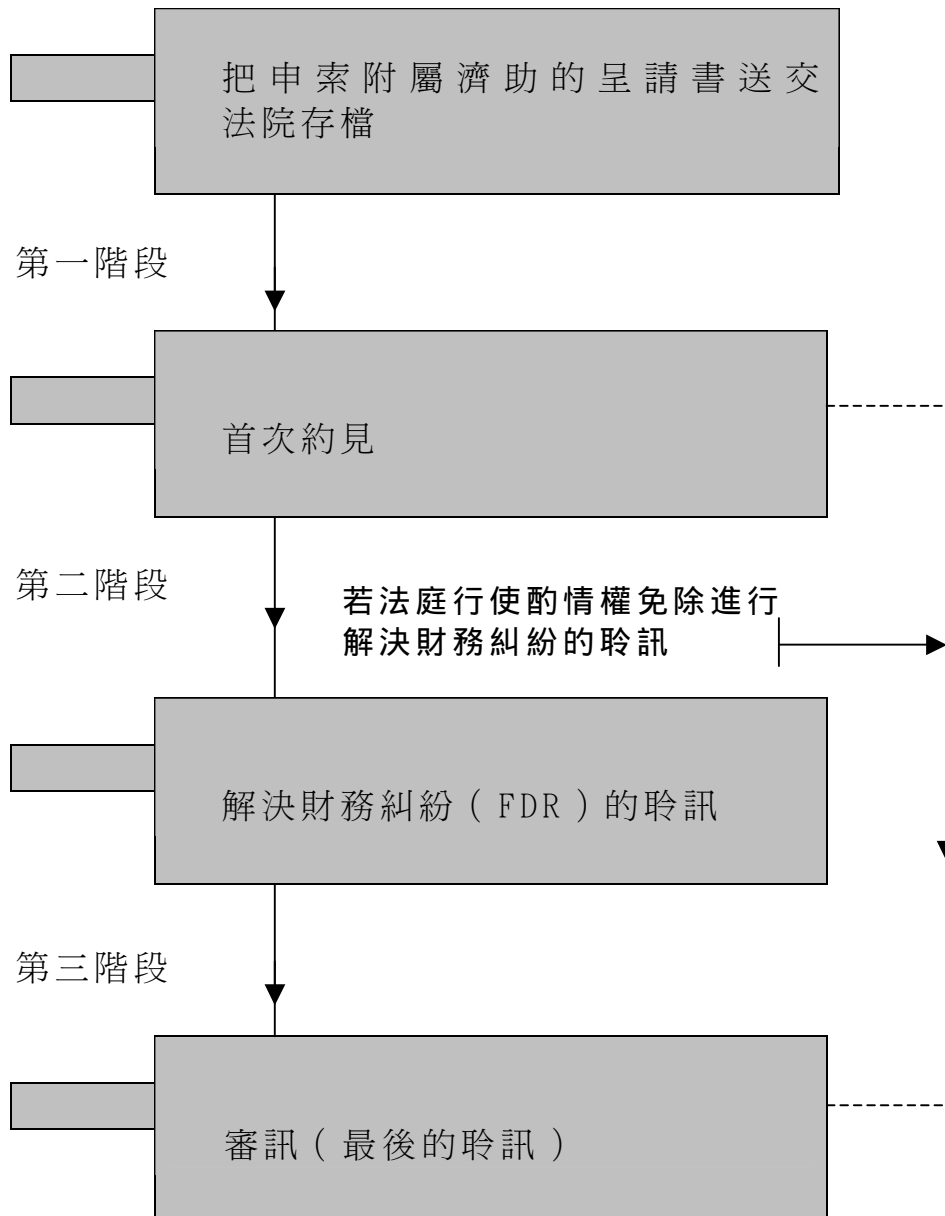 把申索附屬濟助的呈請書送交
法院存檔
第一階段
首次約見
第二階段
若法庭行使酌情權免除進行
解決財務糾紛的聆訊
解決財務糾紛（FDR）的聆訊
第三階段
審訊（最後的聆訊）